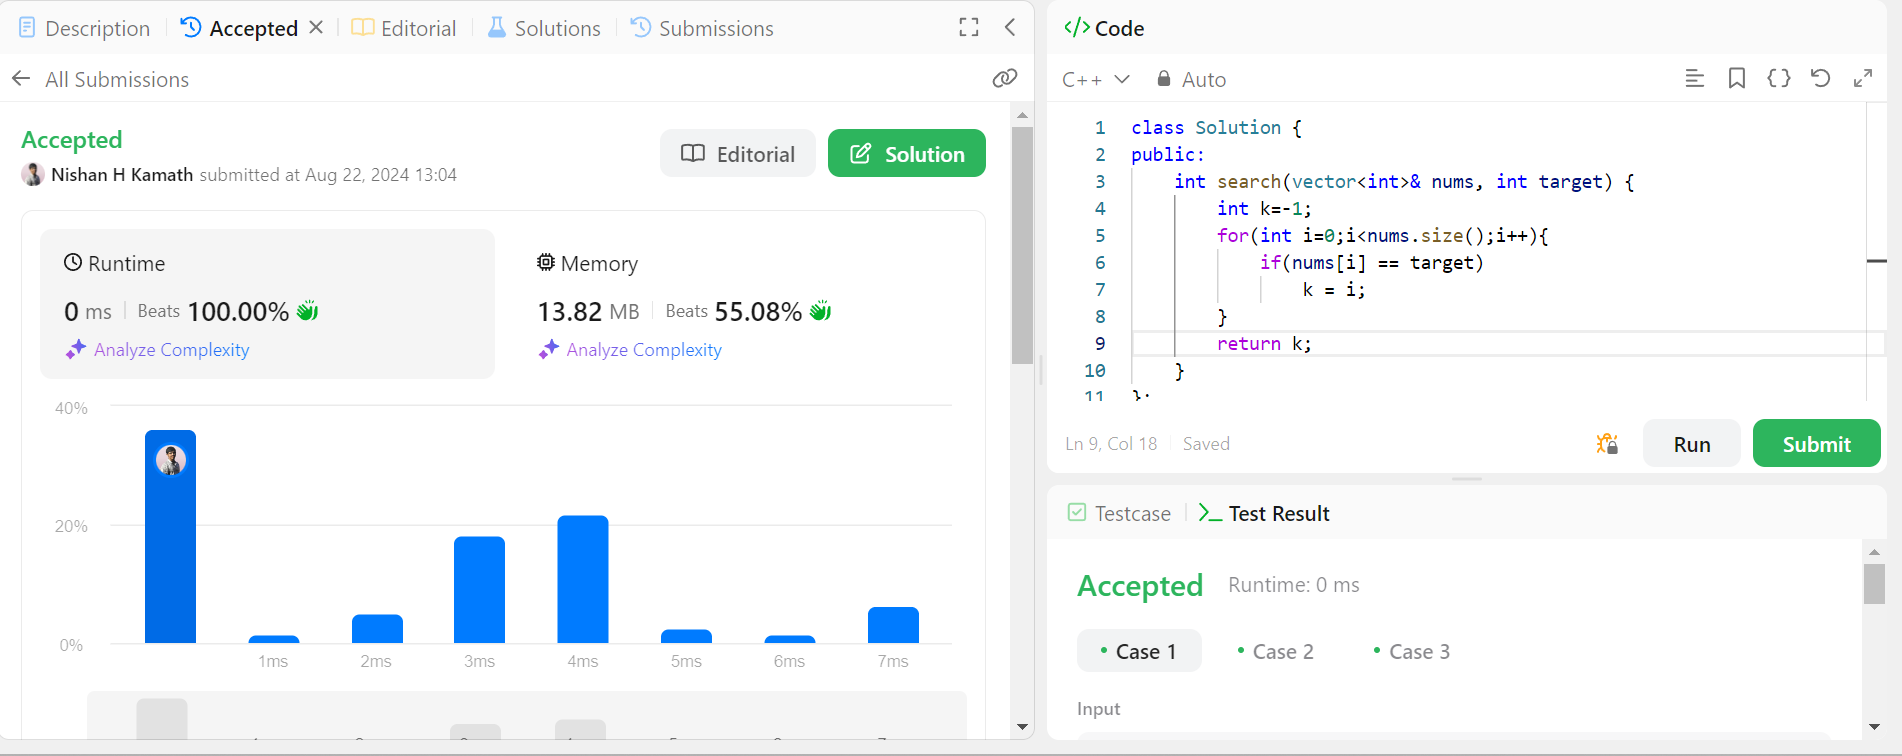 Description
Accepted
Editorial
Solutions
Submissions
All Submissions
Accepted
Nishan H Kamath submitted at Aug 22, 2024 13:04
Editorial
Solution
Runtime
0 ms
Beats 100.00%
Analyze Complexity
Memory
13.82 MB
Beats 55.08%
Analyze Complexity
40%
20%
0%
1ms 2ms 3ms 4ms 5ms 6ms 7ms
Code
C++
Auto
1 class Solution {
2 public:
3 int search(vector<int>& nums, int target) {
4 int k=-1;
5 for(int i=0;i<nums.size();i++){
6 if(nums[i] == target)
7 k = i;
8 }
9 return k;
10 }
11 };
Ln 9, Col 18
Saved
Run
Submit
Testcase
Test Result
Accepted
Runtime: 0 ms
Case 1
Case 2
Case 3
Input